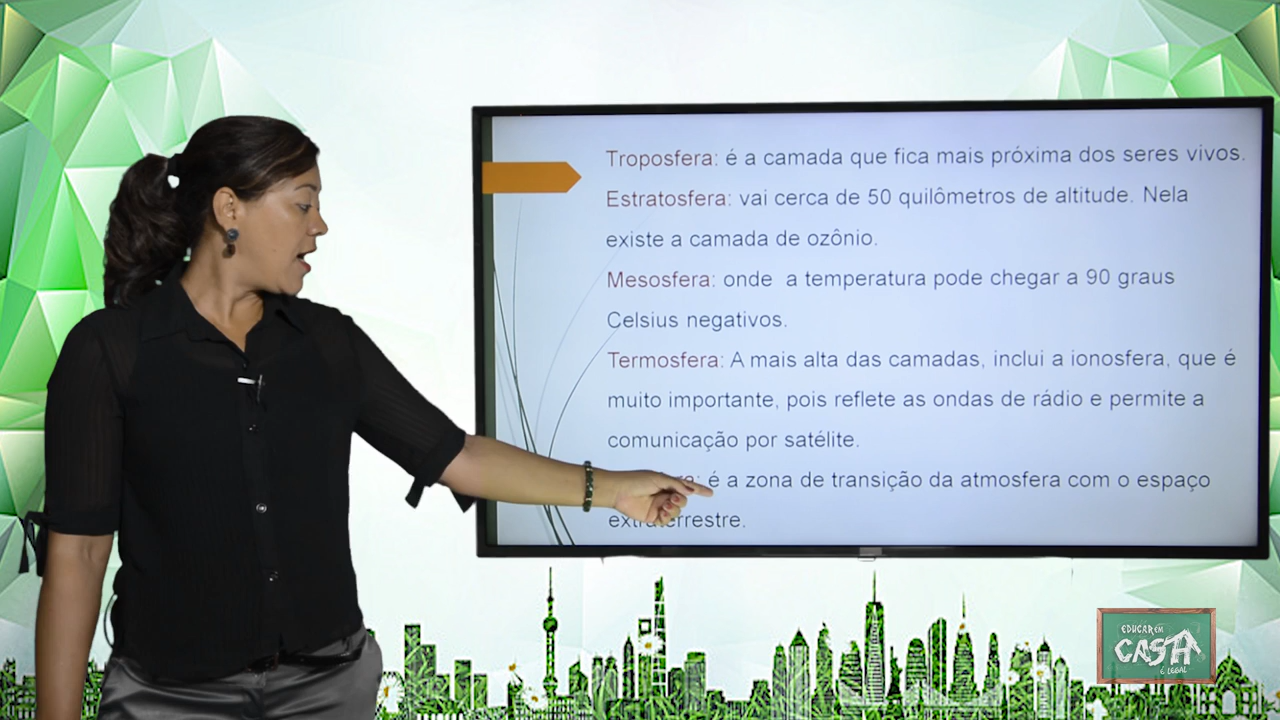 Troposfera: é a camada que fica mais próxima dos seres vivos.
Estratosfera: vai cerca de 50 quilômetros de altitude. Nela
existe a camada de ozônio.
Mesosfera: onde a temperatura pode chegar a 90 graus
Celsius negativos.
Termosfera: A mais alta das camadas, inclui a ionosfera, que é
muito importante, pois reflete as ondas de rádio e permite a
comunicação por satélite.
é a zona de transição da atmosfera com o espaço
extraterrestre.
EDUCAR EM
CASA
É LEGAL